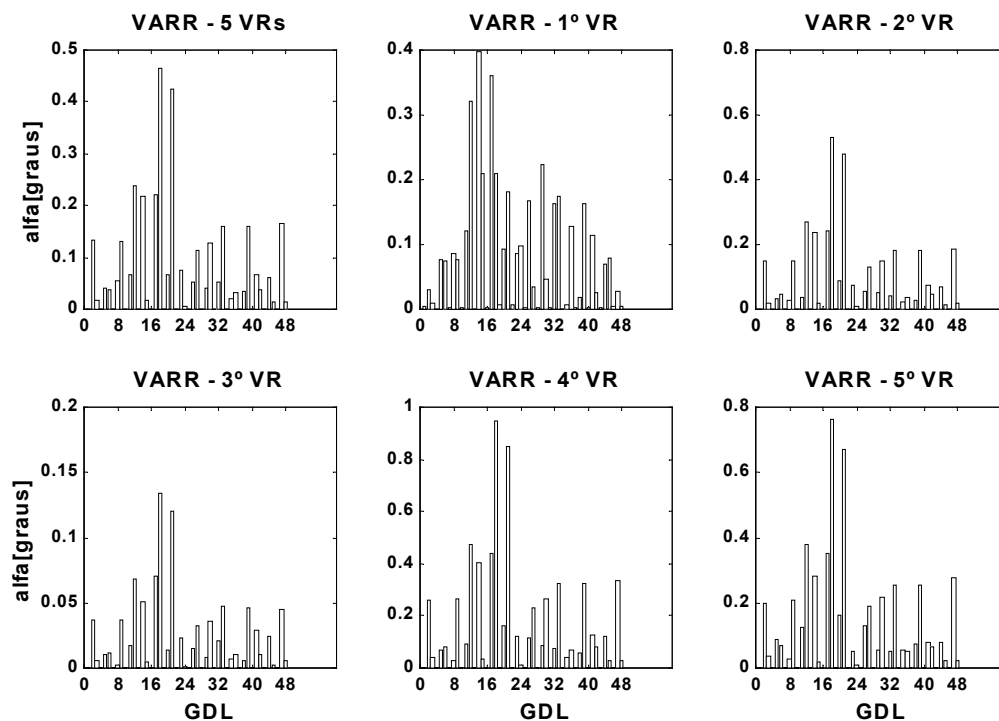 VARR - 5 VRs
VARR - 1º VR
VARR - 2º VR
0.5
0.4
0.3
0.2
0.1
0
alfa[graus]
0 8 16 24 32 40 48
0.4
0.3
0.2
0.1
0
0 8 16 24 32 40 48
0.8
0.6
0.4
0.2
0
0 8 16 24 32 40 48
VARR - 3º VR
VARR - 4º VR
VARR - 5º VR
0.2
0.15
0.1
0.05
0
alfa[graus]
0 8 16 24 32 40 48
GDL
1
0.8
0.6
0.4
0.2
0
0 8 16 24 32 40 48
GDL
0.8
0.6
0.4
0.2
0
0 8 16 24 32 40 48
GDL